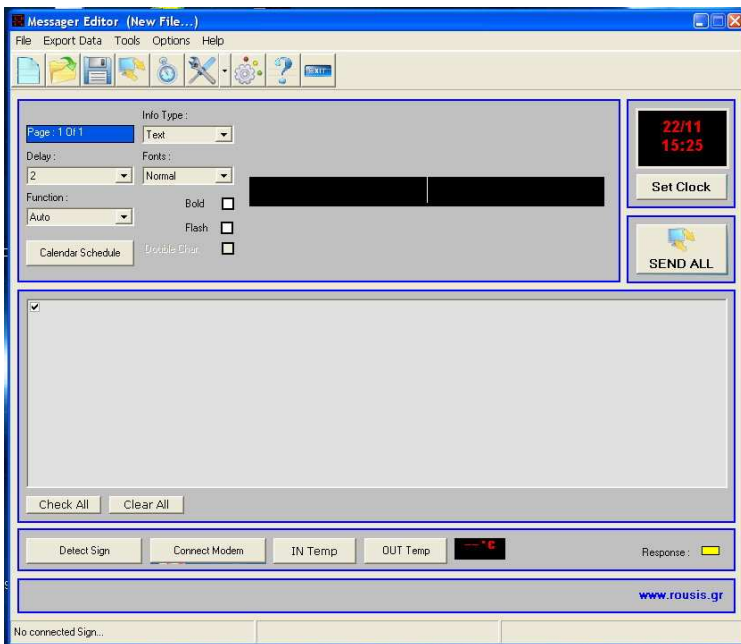 Messager Editor (New File...)
File Export Data Tools Options Help
EXIT
Info Type :
Page : 1 Of 1
Text
Delay :
Fonts :
2
Normal
Function :
Bold
Auto
Flash
Calendar Schedule
Double Char.
22/11
15:25
Set Clock
SEND ALL
Check All
Clear All
Detect Sign
Connect Modem
IN Temp
OUT Temp
--°C
Response :
www.rousis.gr
No connected Sign...